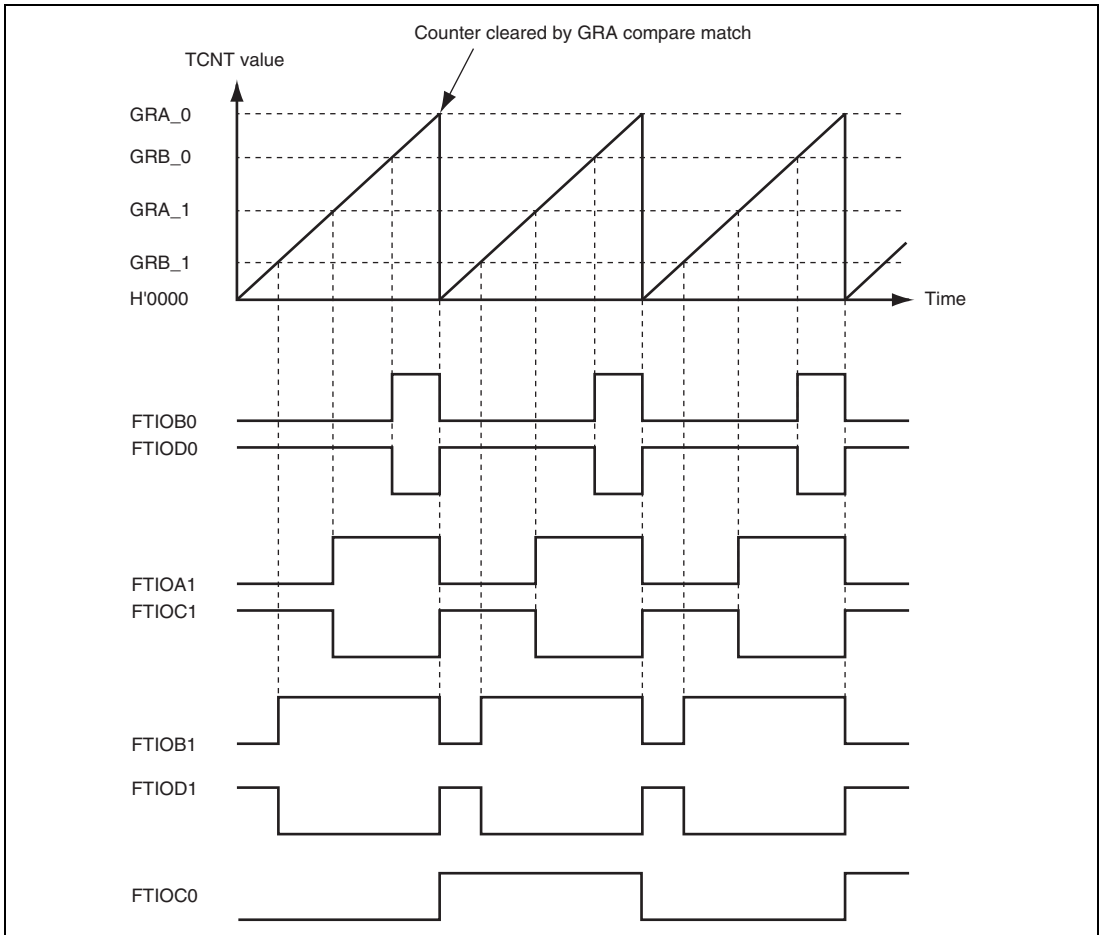 Counter cleared by GRA compare match
TCNT value
GRA_0
GRB_0
GRA_1
GRB_1
H'0000
Time
FTIOB0
FTIOD0
FTIOA1
FTIOC1
FTIOB1
FTIOD1
FTIOC0